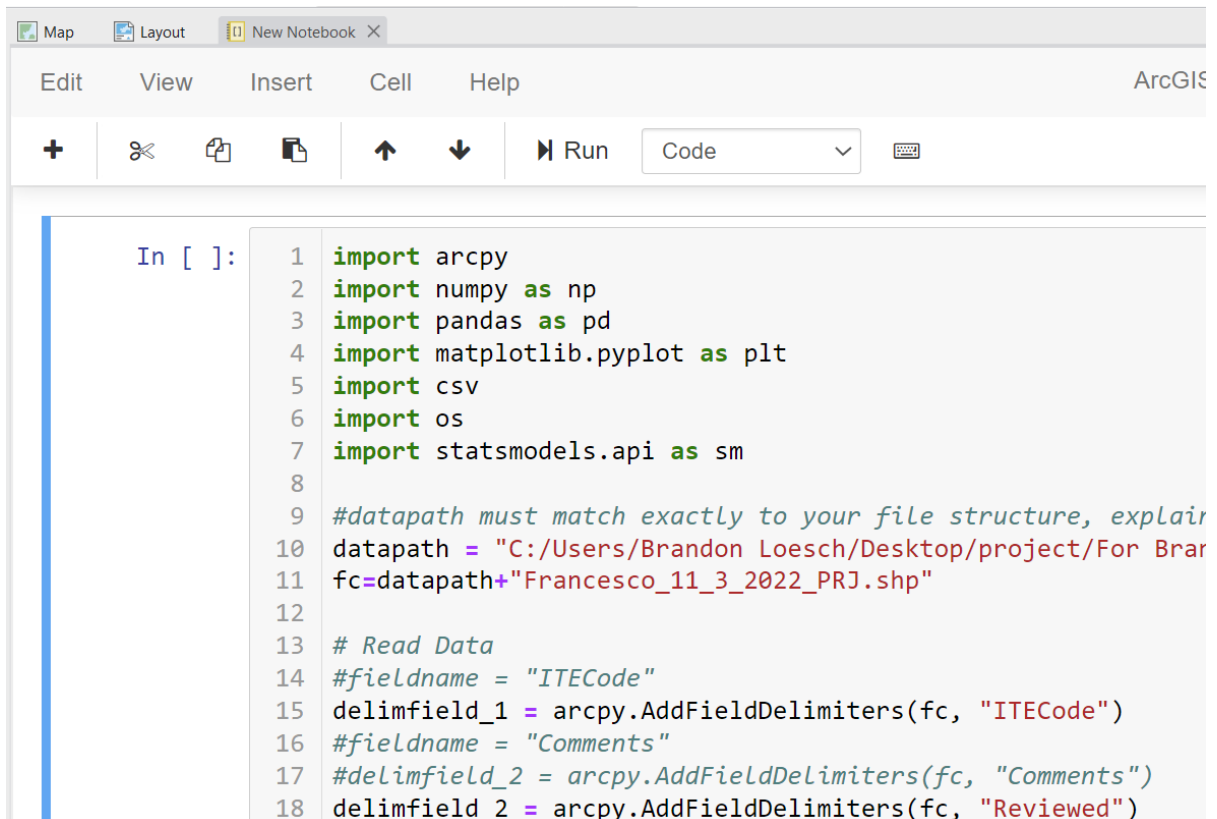 Map Layout New Notebook
Edit View Insert Cell Help
Run Code
In [ ]:
1 import arcpy
2 import numpy as np
3 import pandas as pd
4 import matplotlib.pyplot as plt
5 import csv
6 import os
7 import statsmodels.api as sm
8
9 #datapath must match exactly to your file structure,
10 datapath = "C:/Users/Brandon Loesch/Desktop/project/For
11 fc=datapath+"Francesco_11_3_2022_PRJ.shp"
12
13 # Read Data
14 #fieldname = "ITECode"
15 delimfield_1 = arcpy.AddFieldDelimiters(fc, "ITECode")
16 #fieldname = "Comments"
17 #delimfield_2 = arcpy.AddFieldDelimiters(fc, "Comments")
18 delimfield_2 = arcpy.AddFieldDelimiters(fc, "Reviewed")